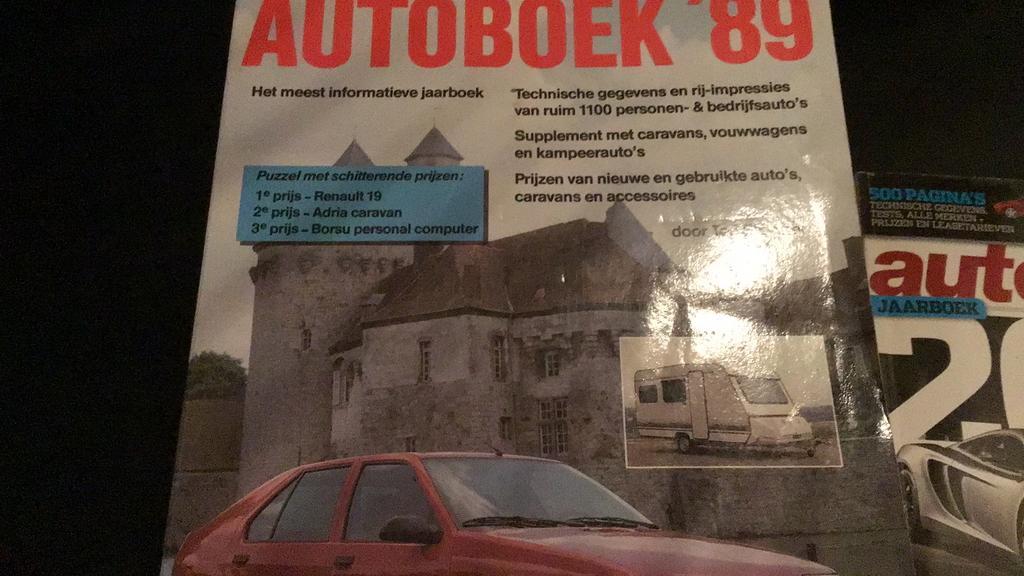 AUTOBOEK '89
Het meest informatieve jaarboek
Technische gegevens en rij-impressies
van ruim 1100 personen- & bedrijfsauto's
Supplement met caravans, vouwwagens
en kampeerauto's
Prijzen van nieuwe en gebruikte auto's,
caravans en accessoires
door
Puzzel met schitterende prijzen:
1e prijs – Renault 19
2e prijs – Adria caravan
3e prijs – Borsu personal computer
500 PAGINA'S
TECHNISCHE GEGEVENS
TESTS, ALLE MERKEN +
PRIJZEN EN LEASETARIEVEN
auto
JAARBOEK